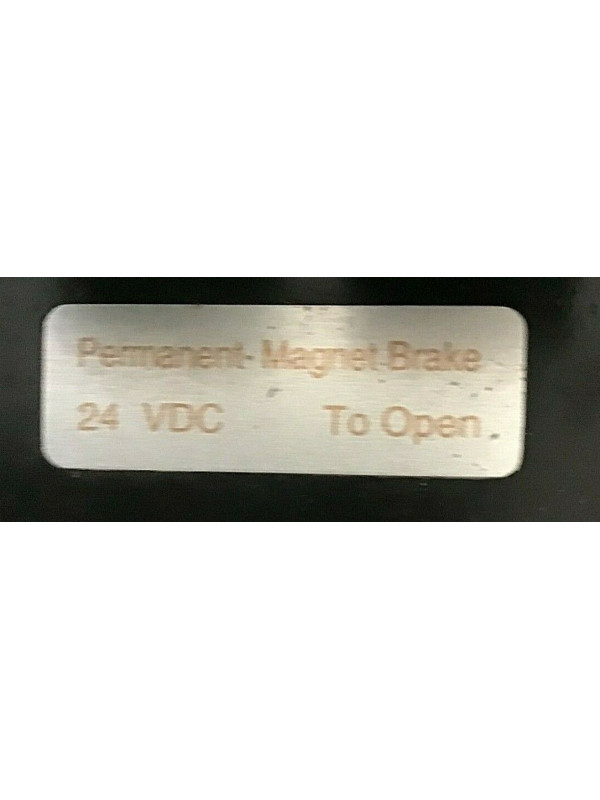 Permanent- Magnet Brake
24 VDC To Open